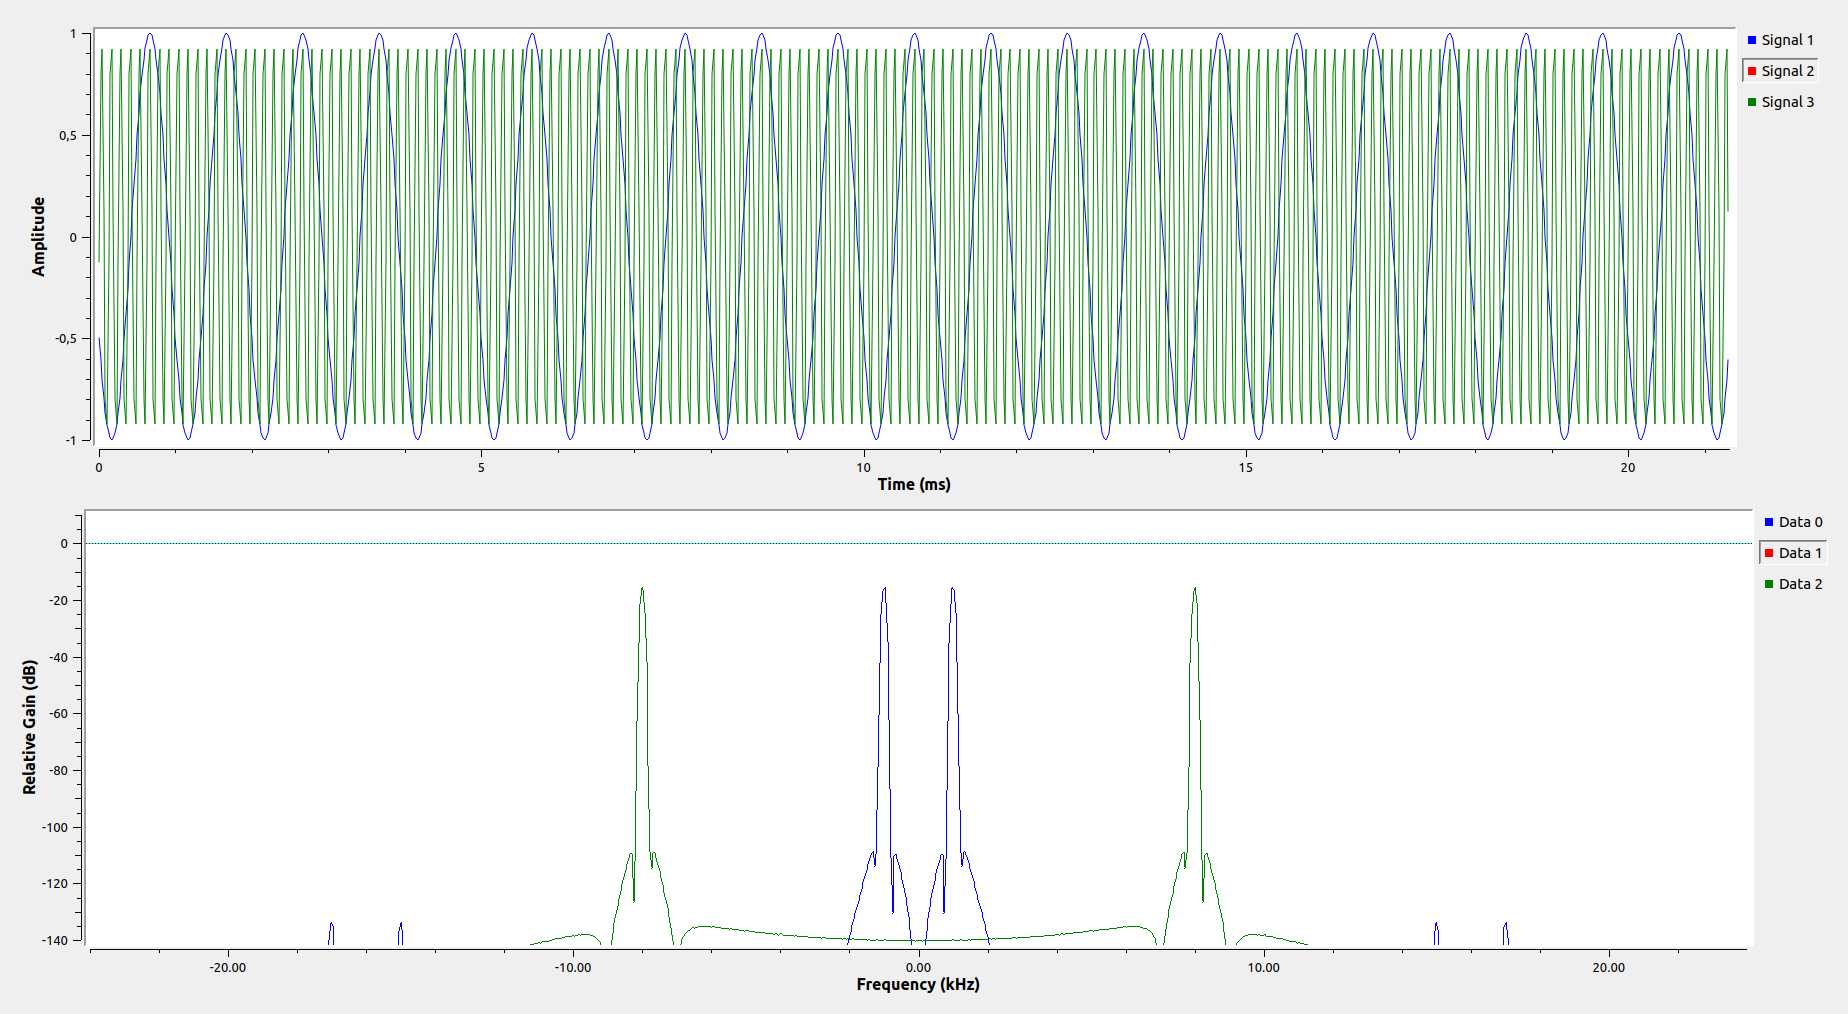 1
0,5
0
-0,5
-1
Amplitude
0
5
10
15
20
Time (ms)
Signal 1
Signal 2
Signal 3
0
-20
-40
-60
-80
-100
-120
-140
Relative Gain (dB)
-20.00
-10.00
0.00
10.00
20.00
Frequency (kHz)
Data 0
Data 1
Data 2